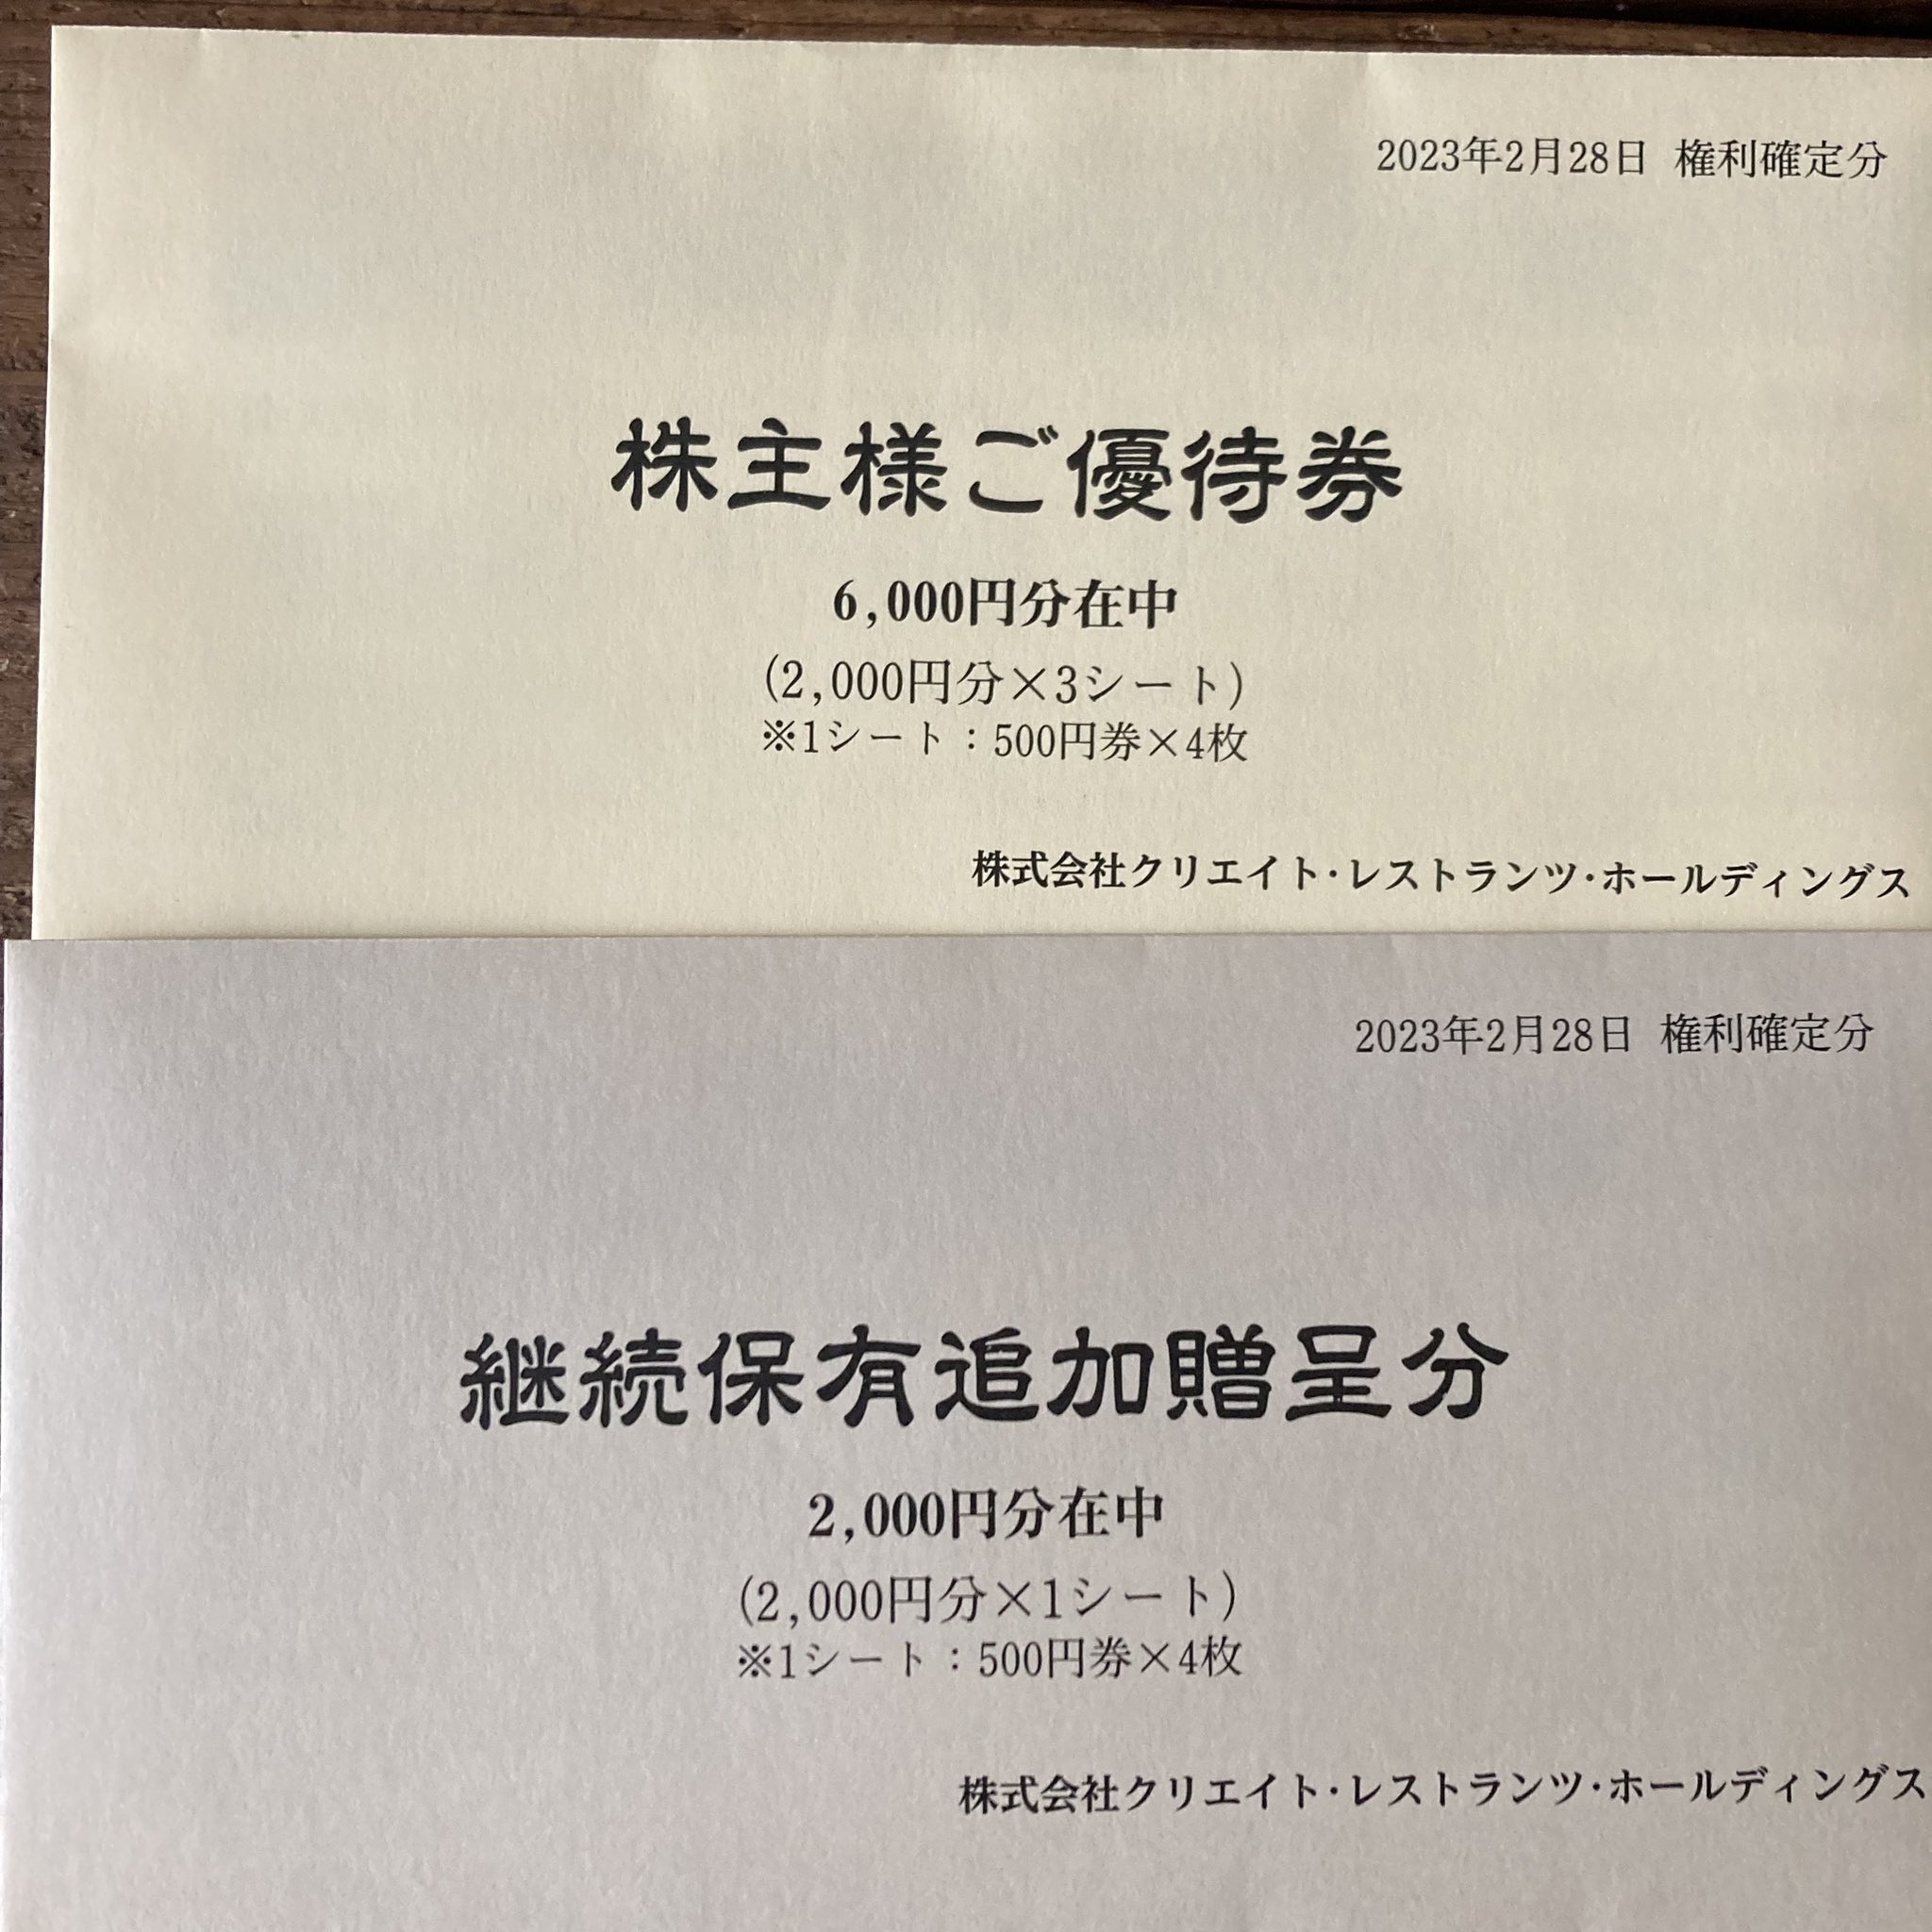 2023年2月28日 権利確定分
株主様ご優待券
6,000円分在中
(2,000円分×3シート)
※1シート:500円券×4枚
株式会社クリエイト・レストランツ・ホールディングス
2023年2月28日 権利確定分
継続保有追加贈呈分
2,000円分在中
(2,000円分×1シート)
※1シート:500円券×4枚
株式会社クリエイト・レストランツ・ホールディングス